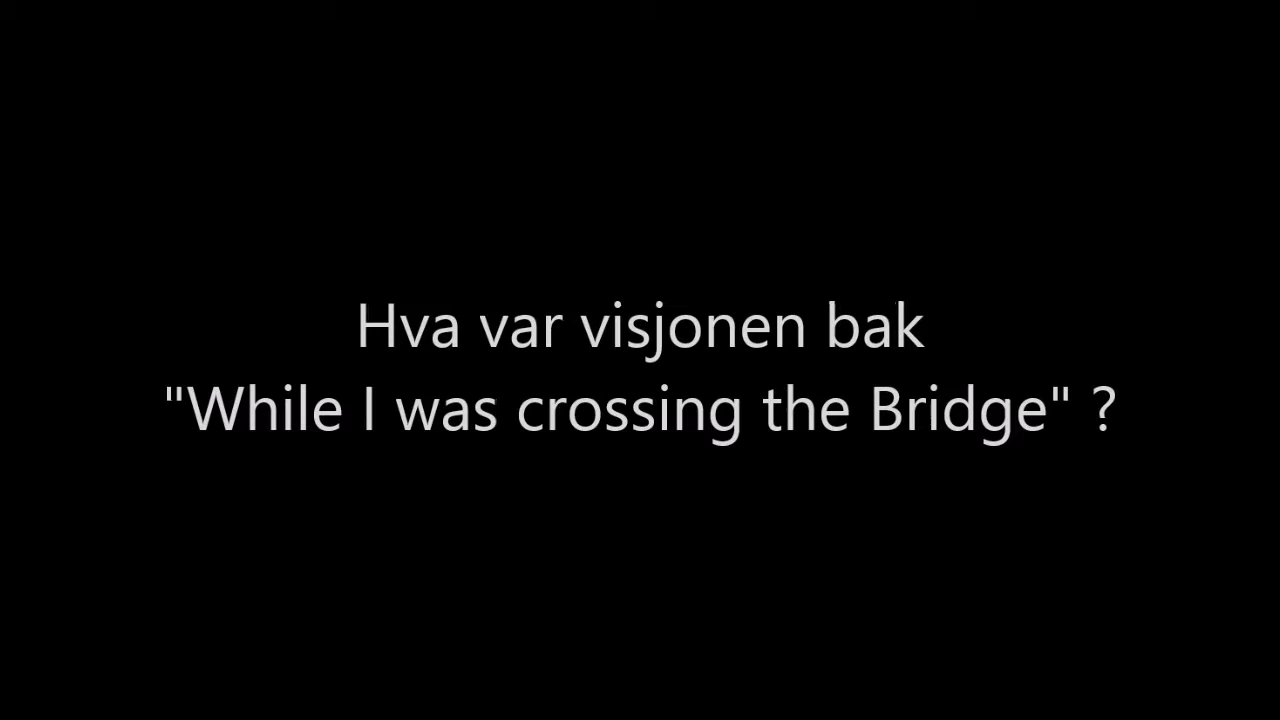 Hva var visjonen bak
"While I was crossing the Bridge" ?